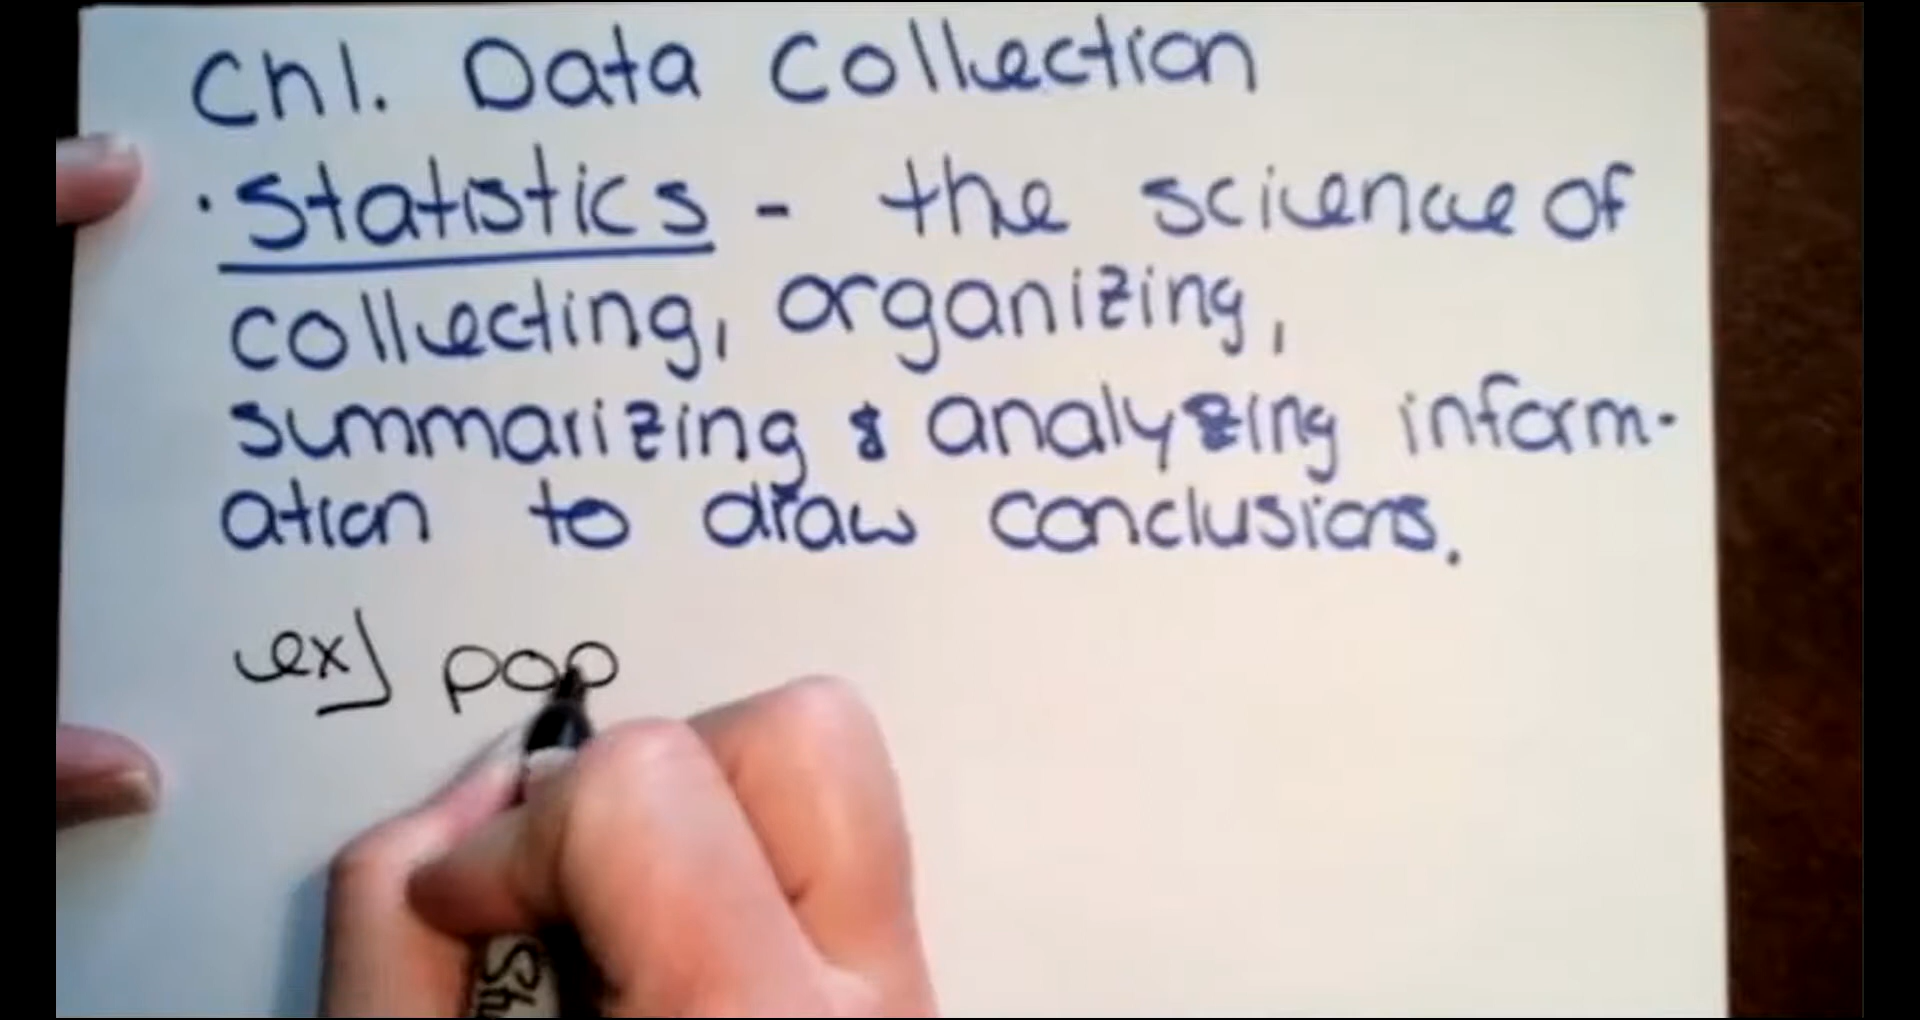 Ch1. Data Collection
· Statistics - the science of
collecting, organizing,
summarizing & analyzing inform-
ation to draw conclusions.
ex] pop